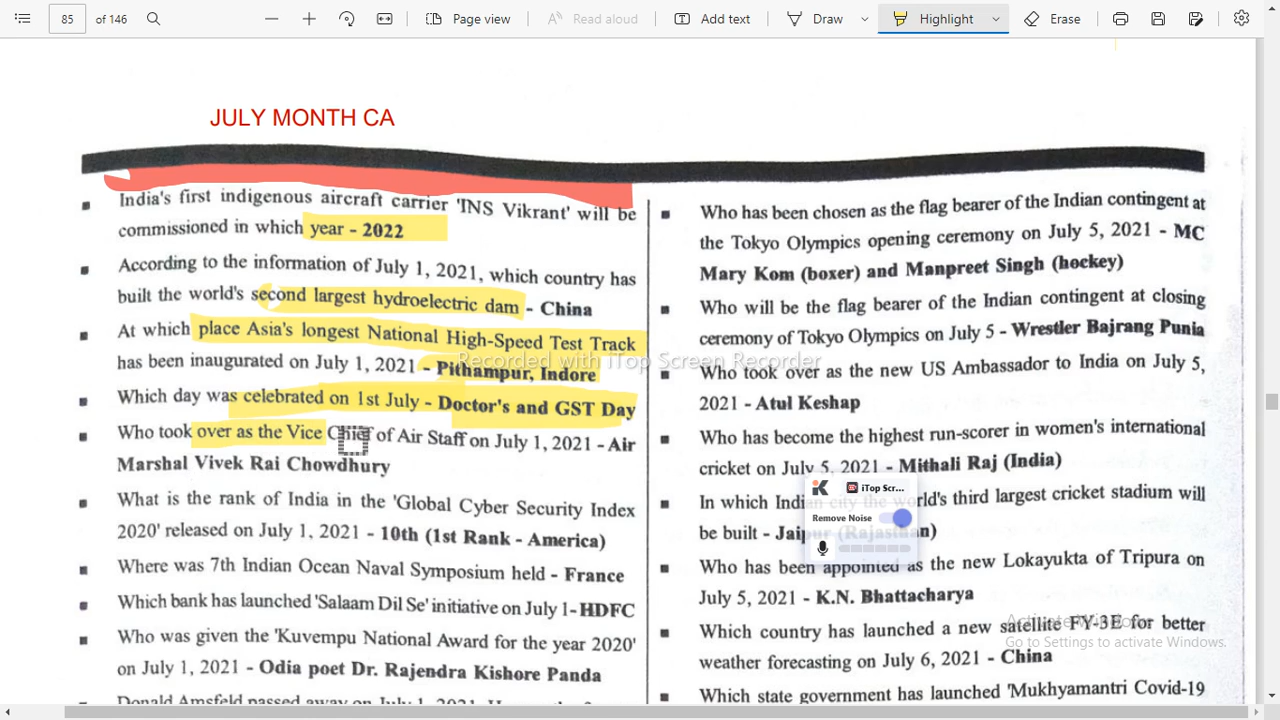 85 of 146
Page view
Read aloud
Add text
Draw
Highlight
Erase
JULY MONTH CA
India's first indigenous aircraft carrier 'INS Vikrant' will be
commissioned in which year - 2022
According to the information of July 1, 2021, which country has
built the world's second largest hydroelectric dam - China
At which place Asia's longest National High-Speed Test Track
has been inaugurated on July 1, 2021 - Pithampur, Indore
Which day was celebrated on 1st July - Doctor's and GST Day
Who took over as the Vice Chief of Air Staff on July 1, 2021 - Air
Marshal Vivek Rai Chowdhury
What is the rank of India in the 'Global Cyber Security Index
2020' released on July 1, 2021 - 10th (1st Rank - America)
Where was 7th Indian Ocean Naval Symposium held - France
Which bank has launched 'Salaam Dil Se' initiative on July 1- HDFC
Who was given the 'Kuvempu National Award for the year 2020'
on July 1, 2021 - Odia poet Dr. Rajendra Kishore Panda
Donald Amsfeld passed away on July 1, 2021.
Who has been chosen as the flag bearer of the Indian contingent at
the Tokyo Olympics opening ceremony on July 5, 2021 - MC
Mary Kom (boxer) and Manpreet Singh (hockey)
Who will be the flag bearer of the Indian contingent at closing
ceremony of Tokyo Olympics on July 5 - Wrestler Bajrang Punia
Who took over as the new US Ambassador to India on July 5,
2021 - Atul Keshap
Who has become the highest run-scorer in women's international
cricket on July 5, 2021 - Mithali Raj (India)
In which Indian city the world's third largest cricket stadium will
be built - Jaipur (Rajasthan)
Who has been appointed as the new Lokayukta of Tripura on
July 5, 2021 - K.N. Bhattacharya
Which country has launched a new satellite FY-3E for better
weather forecasting on July 6, 2021 - China
Which state government has launched 'Mukhyamantri Covid-19
Recorded with iTop Screen Recorder
iTop Scr...
Remove Noise
Activate Windows
Go to Settings to activate Windows.